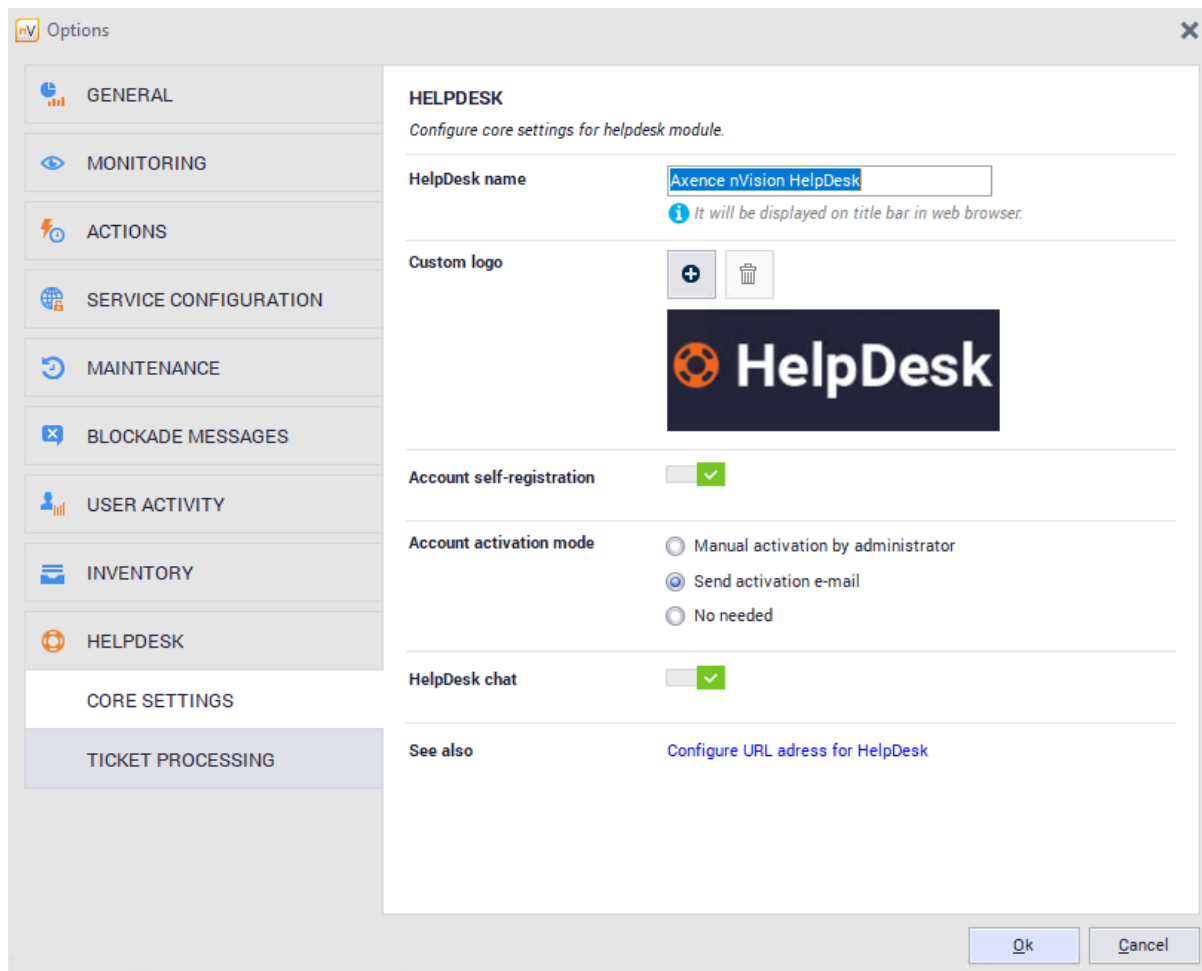 nV Options
GENERAL
MONITORING
ACTIONS
SERVICE CONFIGURATION
MAINTENANCE
BLOCKADE MESSAGES
USER ACTIVITY
INVENTORY
HELPDESK
CORE SETTINGS
TICKET PROCESSING
HELPDESK
Configure core settings for helpdesk module.
HelpDesk name
Axence nVision HelpDesk
It will be displayed on title bar in web browser.
Custom logo
HelpDesk
Account self-registration
Account activation mode
Manual activation by administrator
Send activation e-mail
No needed
HelpDesk chat
See also
Configure URL adress for HelpDesk
Ok
Cancel